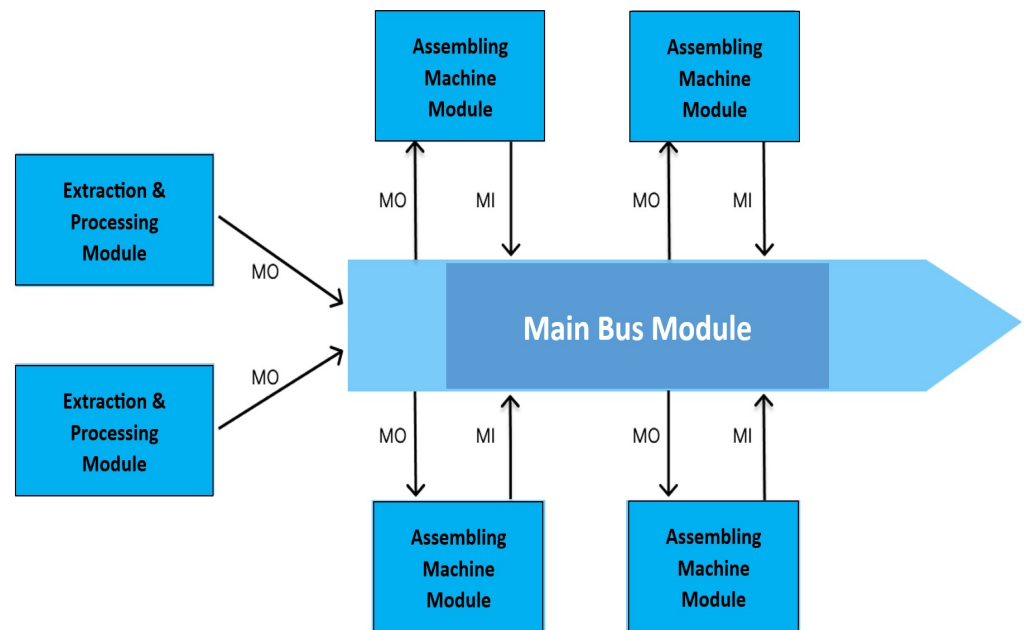 Assembling
Machine
Module
Assembling
Machine
Module
Extraction &
Processing
Module
MO
MI
MO
MI
MO
Main Bus Module
Extraction &
Processing
Module
MO
MO
MI
MO
MI
Assembling
Machine
Module
Assembling
Machine
Module